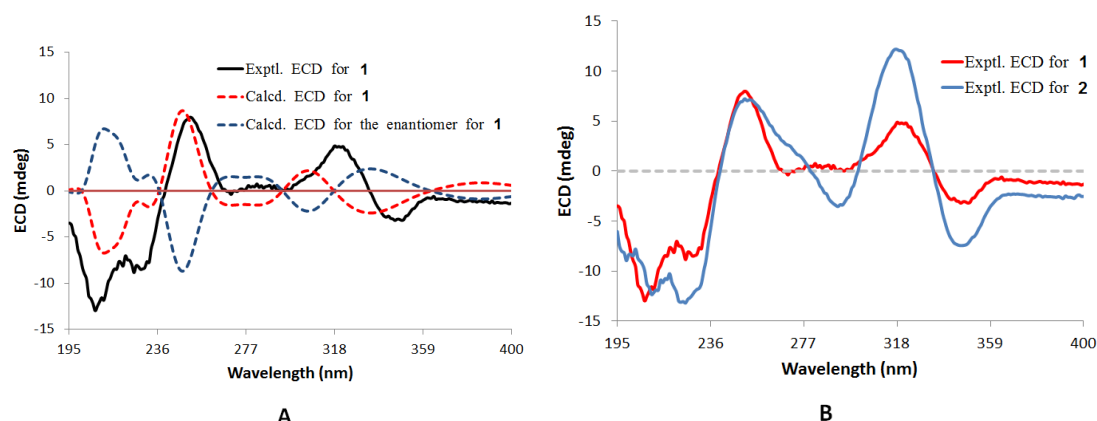 15
10
5
0
-5
-10
-15
ECD (mdeg)
Exptl. ECD for 1
Calcd. ECD for 1
Calcd. ECD for the enantiomer for 1
195 236 277 318 359 400
Wavelength (nm)
A
15
10
5
0
-5
-10
-15
ECD (mdeg)
Exptl. ECD for 1
Exptl. ECD for 2
195 236 277 318 359 400
Wavelength (nm)
B